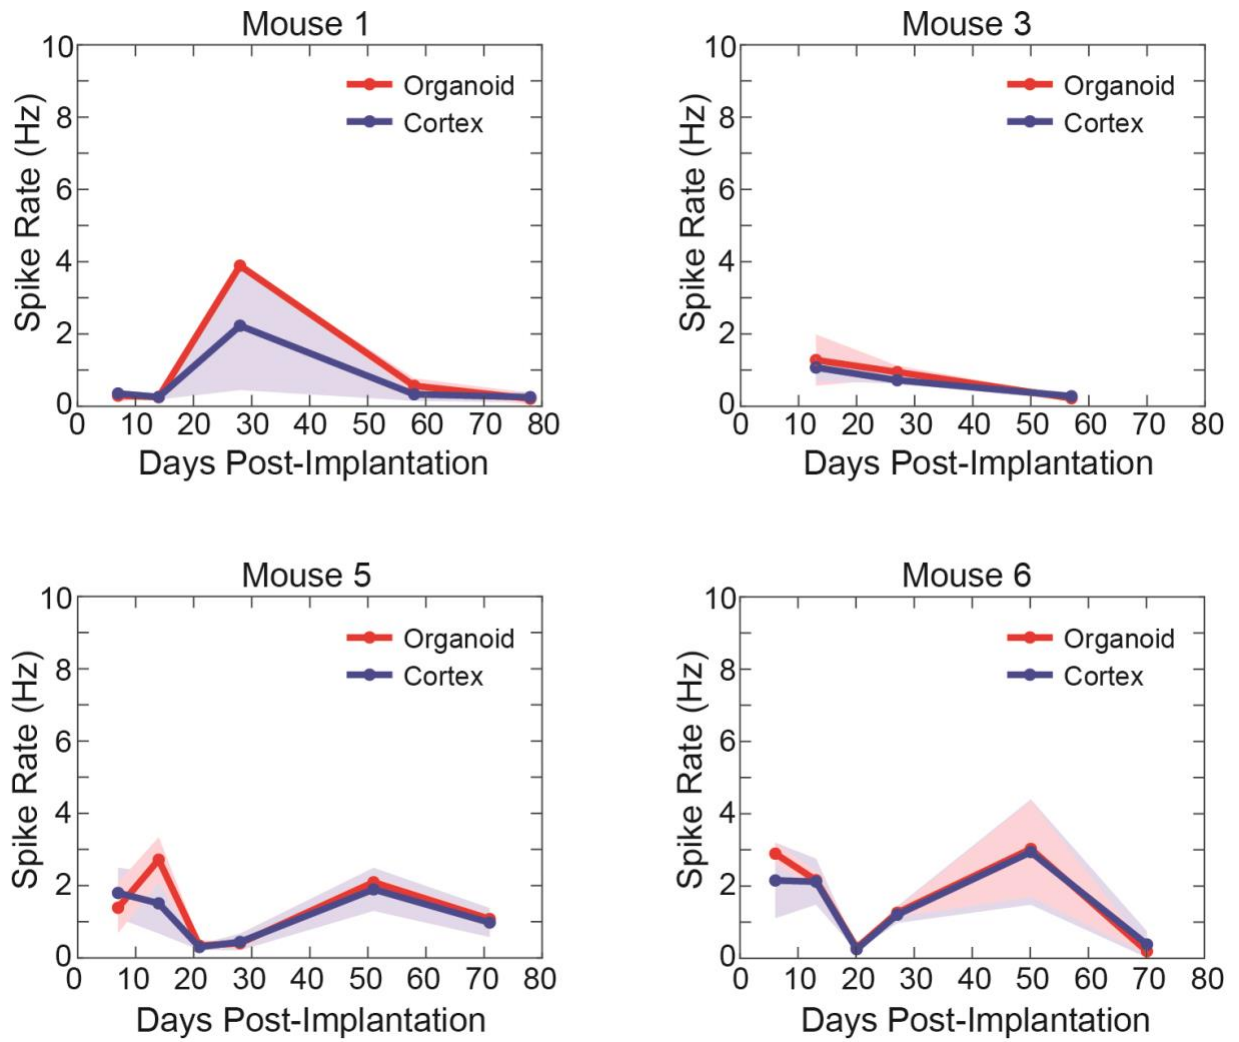 Mouse 1
10
8
6
4
2
0
Spike Rate (Hz)
Organoid
Cortex
0 10 20 30 40 50 60 70 80
Days Post-Implantation
Mouse 3
10
8
6
4
2
0
Spike Rate (Hz)
Organoid
Cortex
0 10 20 30 40 50 60 70 80
Days Post-Implantation
Mouse 5
10
8
6
4
2
0
Spike Rate (Hz)
Organoid
Cortex
0 10 20 30 40 50 60 70 80
Days Post-Implantation
Mouse 6
10
8
6
4
2
0
Spike Rate (Hz)
Organoid
Cortex
0 10 20 30 40 50 60 70 80
Days Post-Implantation